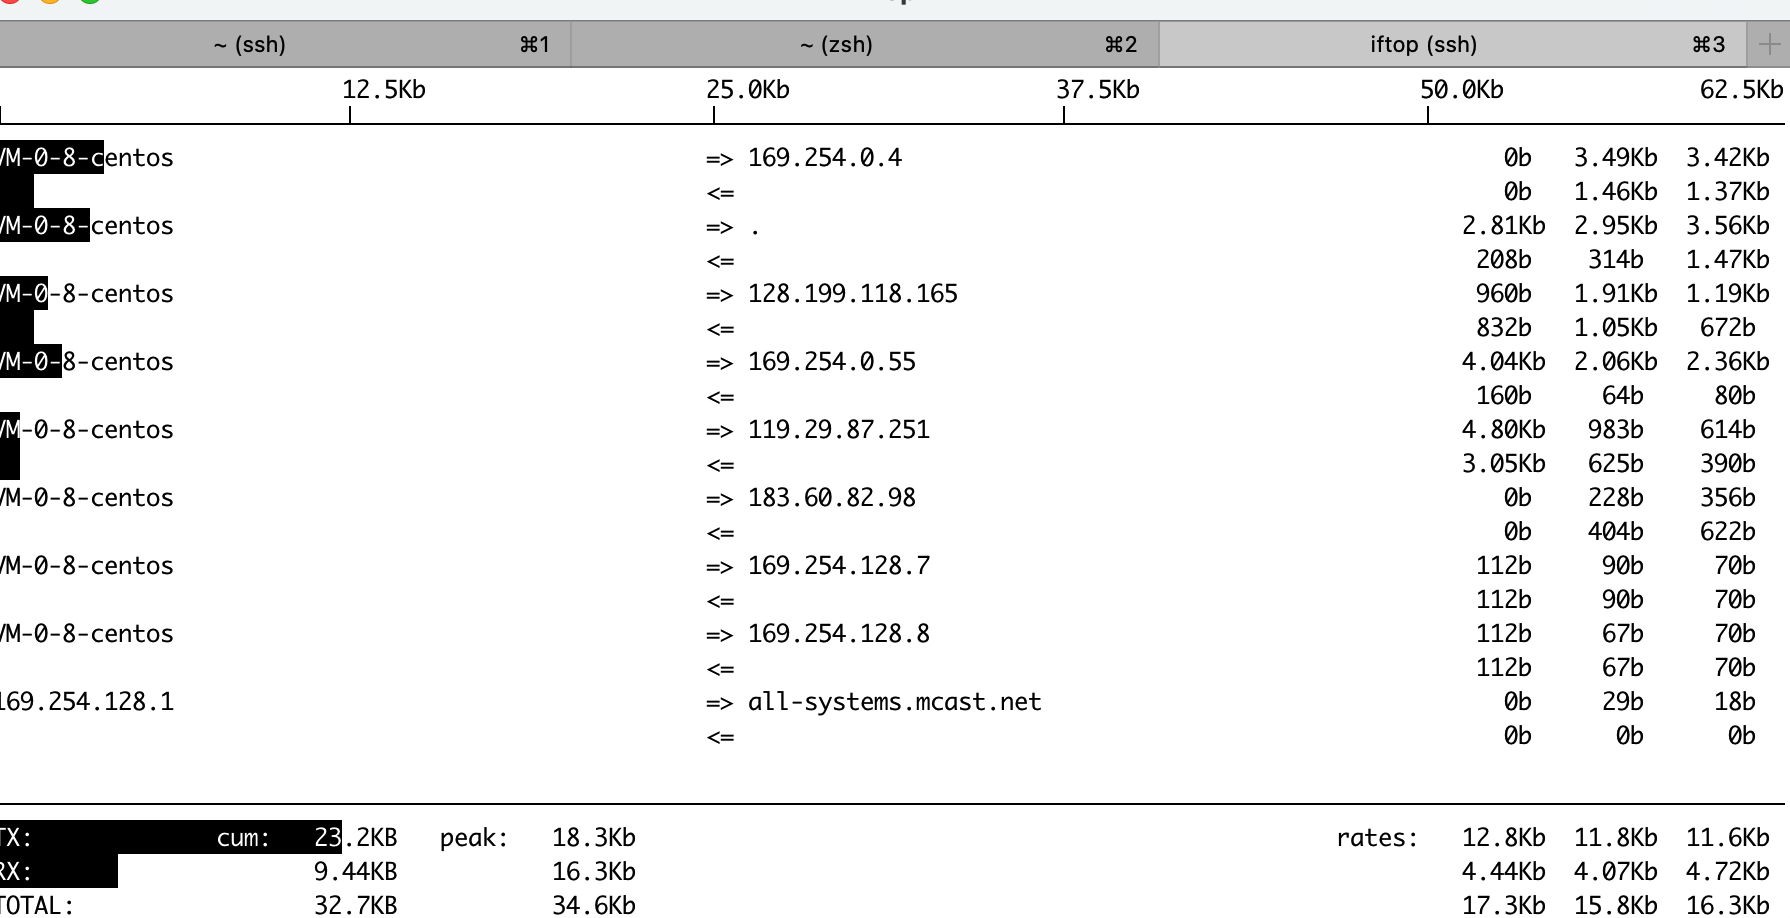 ~ (ssh) ⌘1 ~ (zsh) ⌘2 iftop (ssh) ⌘3 +
12.5Kb 25.0Kb 37.5Kb 50.0Kb 62.5Kb
VM-0-8-centos => 169.254.0.4 0b 3.49Kb 3.42Kb
<= 0b 1.46Kb 1.37Kb
VM-0-8-centos => . 2.81Kb 2.95Kb 3.56Kb
<= 208b 314b 1.47Kb
VM-0-8-centos => 128.199.118.165 960b 1.91Kb 1.19Kb
<= 832b 1.05Kb 672b
VM-0-8-centos => 169.254.0.55 4.04Kb 2.06Kb 2.36Kb
<= 160b 64b 80b
VM-0-8-centos => 119.29.87.251 4.80Kb 983b 614b
<= 3.05Kb 625b 390b
VM-0-8-centos => 183.60.82.98 0b 228b 356b
<= 0b 404b 622b
VM-0-8-centos => 169.254.128.7 112b 90b 70b
<= 112b 90b 70b
VM-0-8-centos => 169.254.128.8 112b 67b 70b
<= 112b 67b 70b
169.254.128.1 => all-systems.mcast.net 0b 29b 18b
<= 0b 0b 0b
TX: cum: 23.2KB peak: 18.3Kb rates: 12.8Kb 11.8Kb 11.6Kb
RX: 9.44KB 16.3Kb 4.44Kb 4.07Kb 4.72Kb
TOTAL: 32.7KB 34.6Kb 17.3Kb 15.8Kb 16.3Kb